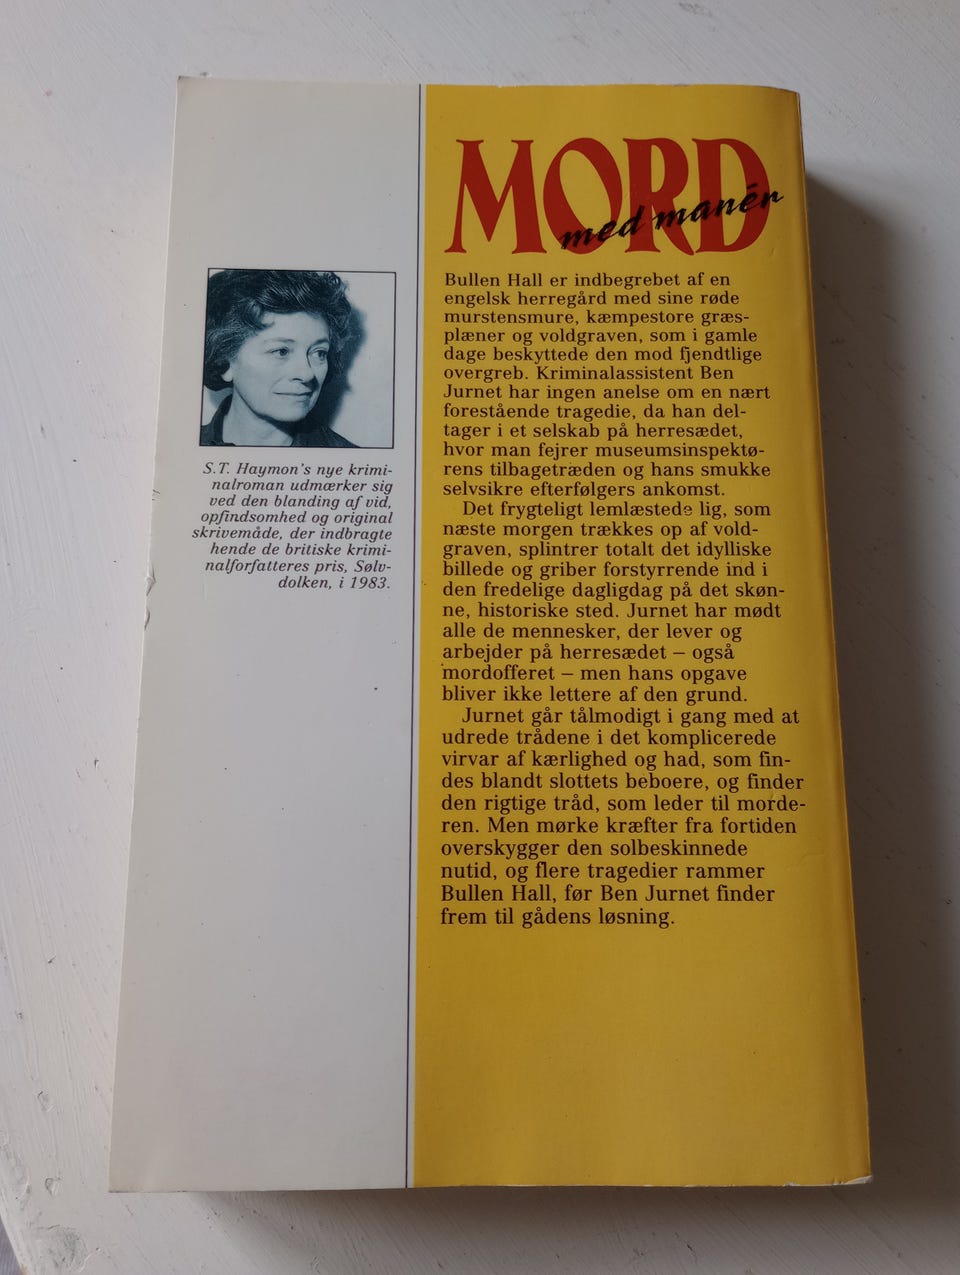 MORD
med manér
Bullen Hall er indbegrebet af en
engelsk herregård med sine røde
murstensmure, kæmpestore græs-
plæner og voldgraven, som i gamle
dage beskyttede den mod fjendtlige
overgreb. Kriminalassistent Ben
Jurnet har ingen anelse om en nært
forestående tragedie, da han del-
tager i et selskab på herresædet,
hvor man fejrer museumsinspektø-
rens tilbagetræden og hans smukke
selvsikre efterfølgers ankomst.
Det frygteligt lemlæstede lig, som
næste morgen trækkes op af vold-
graven, splintrer totalt det idylliske
billede og griber forstyrrende ind i
den fredelige dagligdag på det skøn-
ne, historiske sted. Jurnet har mødt
alle de mennesker, der lever og
arbejder på herresædet – også
mordofferet – men hans opgave
bliver ikke lettere af den grund.
Jurnet går tålmodigt i gang med at
udrede trådene i det komplicerede
virvar af kærlighed og had, som fin-
des blandt slottets beboere, og finder
den rigtige tråd, som leder til morde-
ren. Men mørke kræfter fra fortiden
overskygger den solbeskinnede
nutid, og flere tragedier rammer
Bullen Hall, før Ben Jurnet finder
frem til gådens løsning.
S.T. Haymon's nye krimi-
nalroman udmærker sig
ved den blanding af vid,
opfindsomhed og original
skrivemåde, der indbragte
hende de britiske krimi-
nalforfatteres pris, Sølv-
dolken, i 1983.